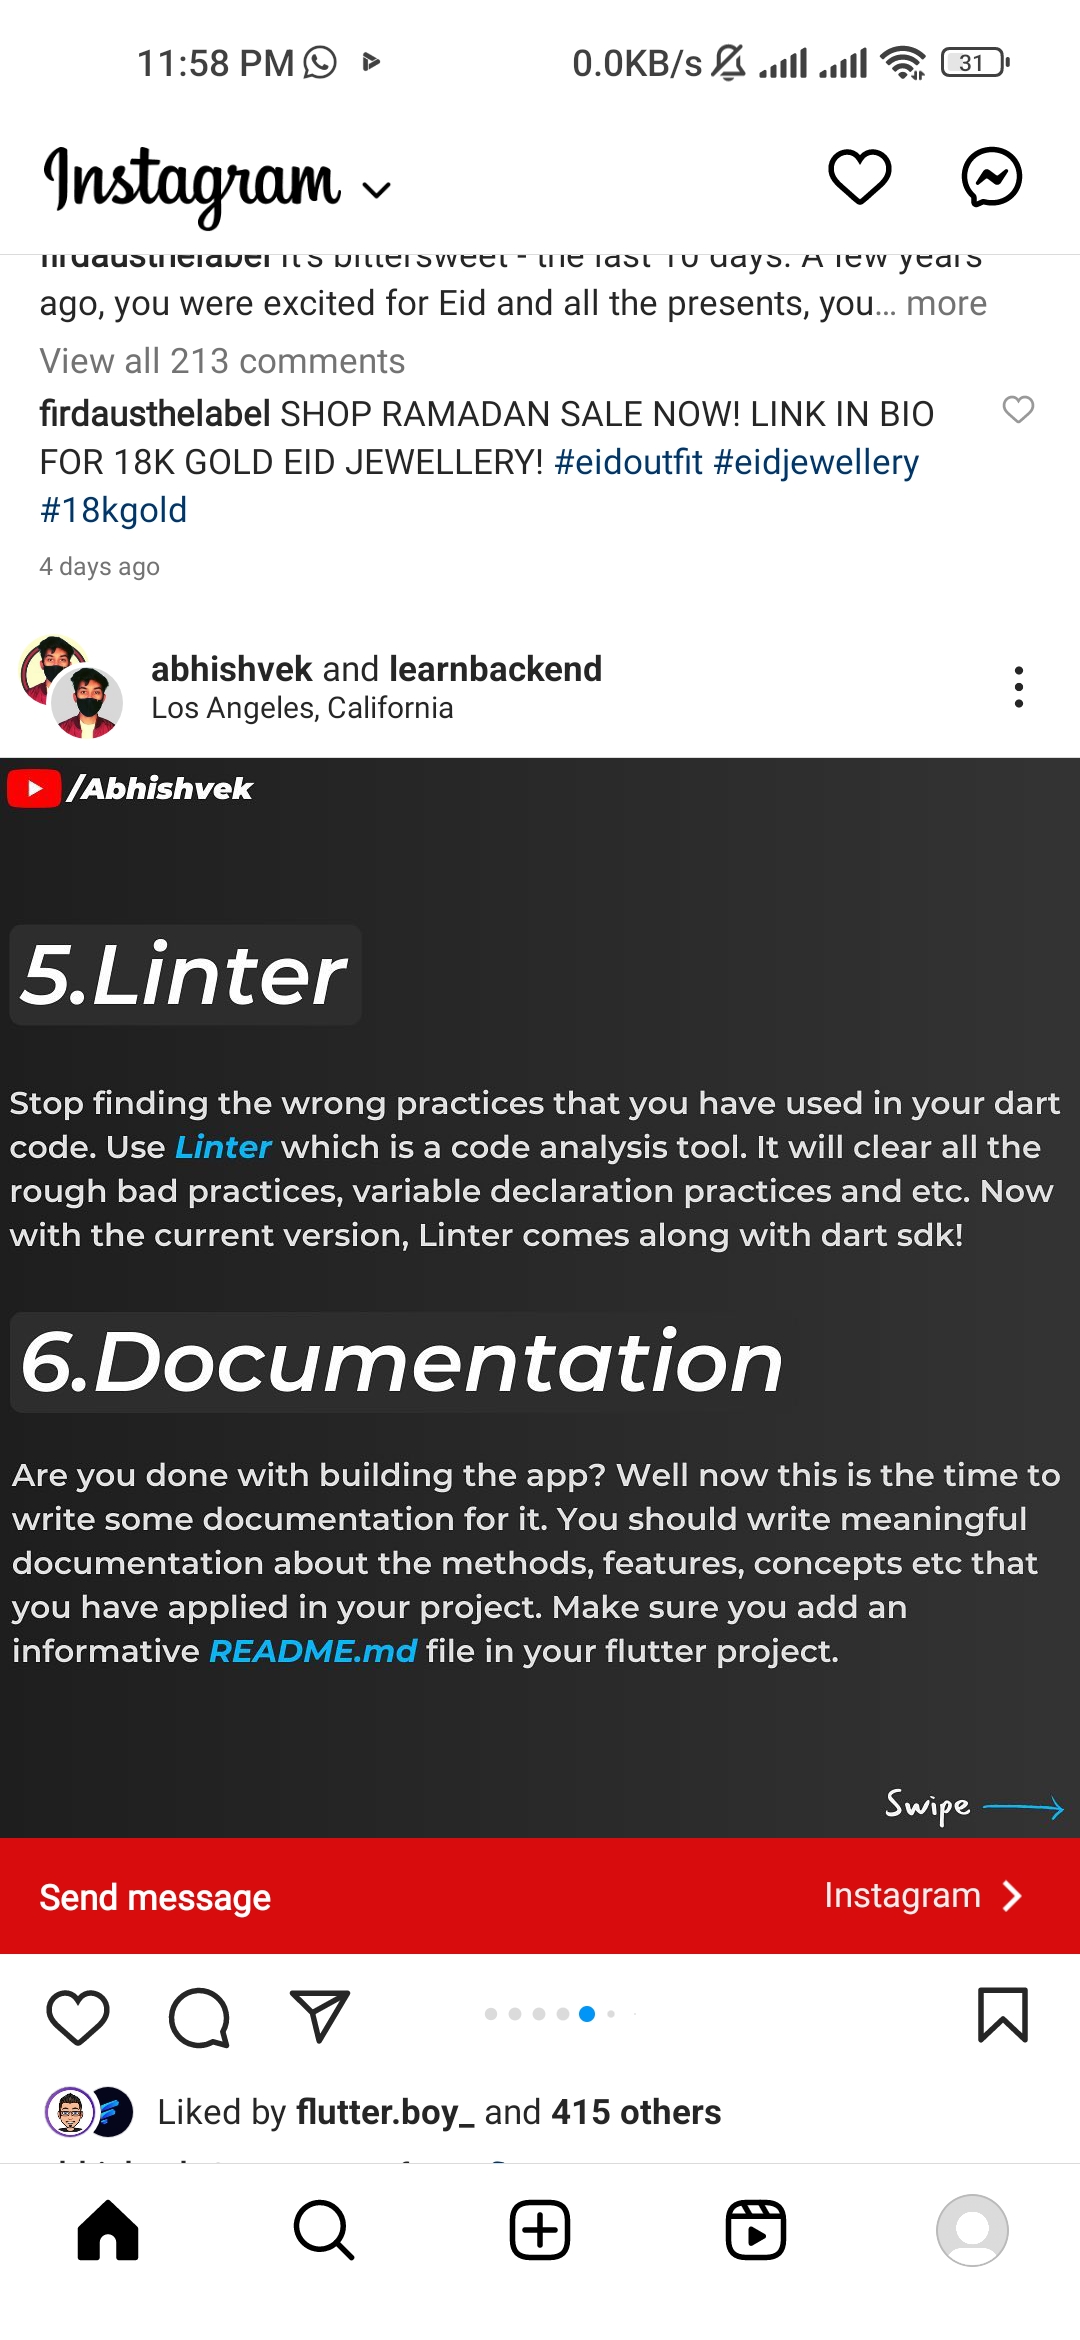 11:58 PM 0.0KB/s 31
Instagram
firdausthelabel It's bittersweet - the last 10 days. A few years
ago, you were excited for Eid and all the presents, you... more
View all 213 comments
firdausthelabel SHOP RAMADAN SALE NOW! LINK IN BIO
FOR 18K GOLD EID JEWELLERY! #eidoutfit #eidjewellery
#18kgold
4 days ago
abhishvek and learnbackend
Los Angeles, California
/Abhishvek
5.Linter
Stop finding the wrong practices that you have used in your dart
code. Use Linter which is a code analysis tool. It will clear all the
rough bad practices, variable declaration practices and etc. Now
with the current version, Linter comes along with dart sdk!
6.Documentation
Are you done with building the app? Well now this is the time to
write some documentation for it. You should write meaningful
documentation about the methods, features, concepts etc that
you have applied in your project. Make sure you add an
informative README.md file in your flutter project.
Swipe
Send message Instagram
Liked by flutter.boy_ and 415 others